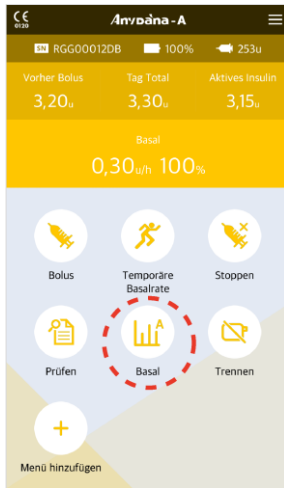 CE
0120
Anydana-A
SN RGG00012DB 100% 253u
Vorher Bolus Tag Total Aktives Insulin
3,20u 3,30u 3,15u
Basal
0,30u/h 100%
Bolus Temporäre Basalrate Stoppen
A
Prüfen Basal Trennen
Menü hinzufügen